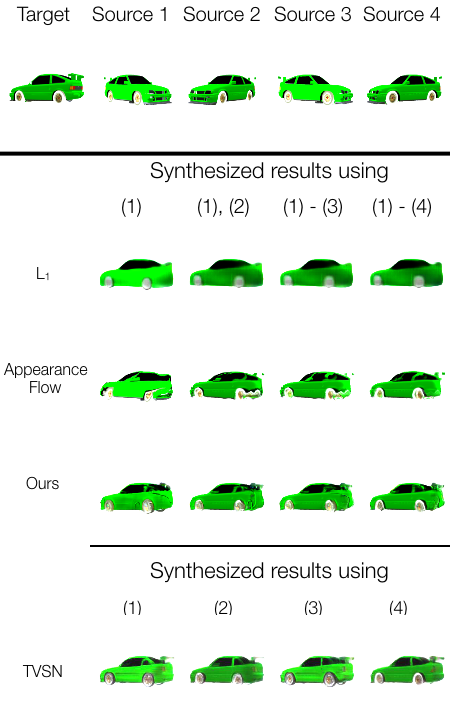 Target Source 1 Source 2 Source 3 Source 4
Synthesized results using
(1) (1), (2) (1) - (3) (1) - (4)
L₁
Appearance
Flow
Ours
Synthesized results using
(1) (2) (3) (4)
TVSN